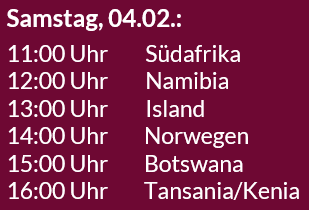 Samstag, 04.02.:
11:00 Uhr Südafrika
12:00 Uhr Namibia
13:00 Uhr Island
14:00 Uhr Norwegen
15:00 Uhr Botswana
16:00 Uhr Tansania/Kenia